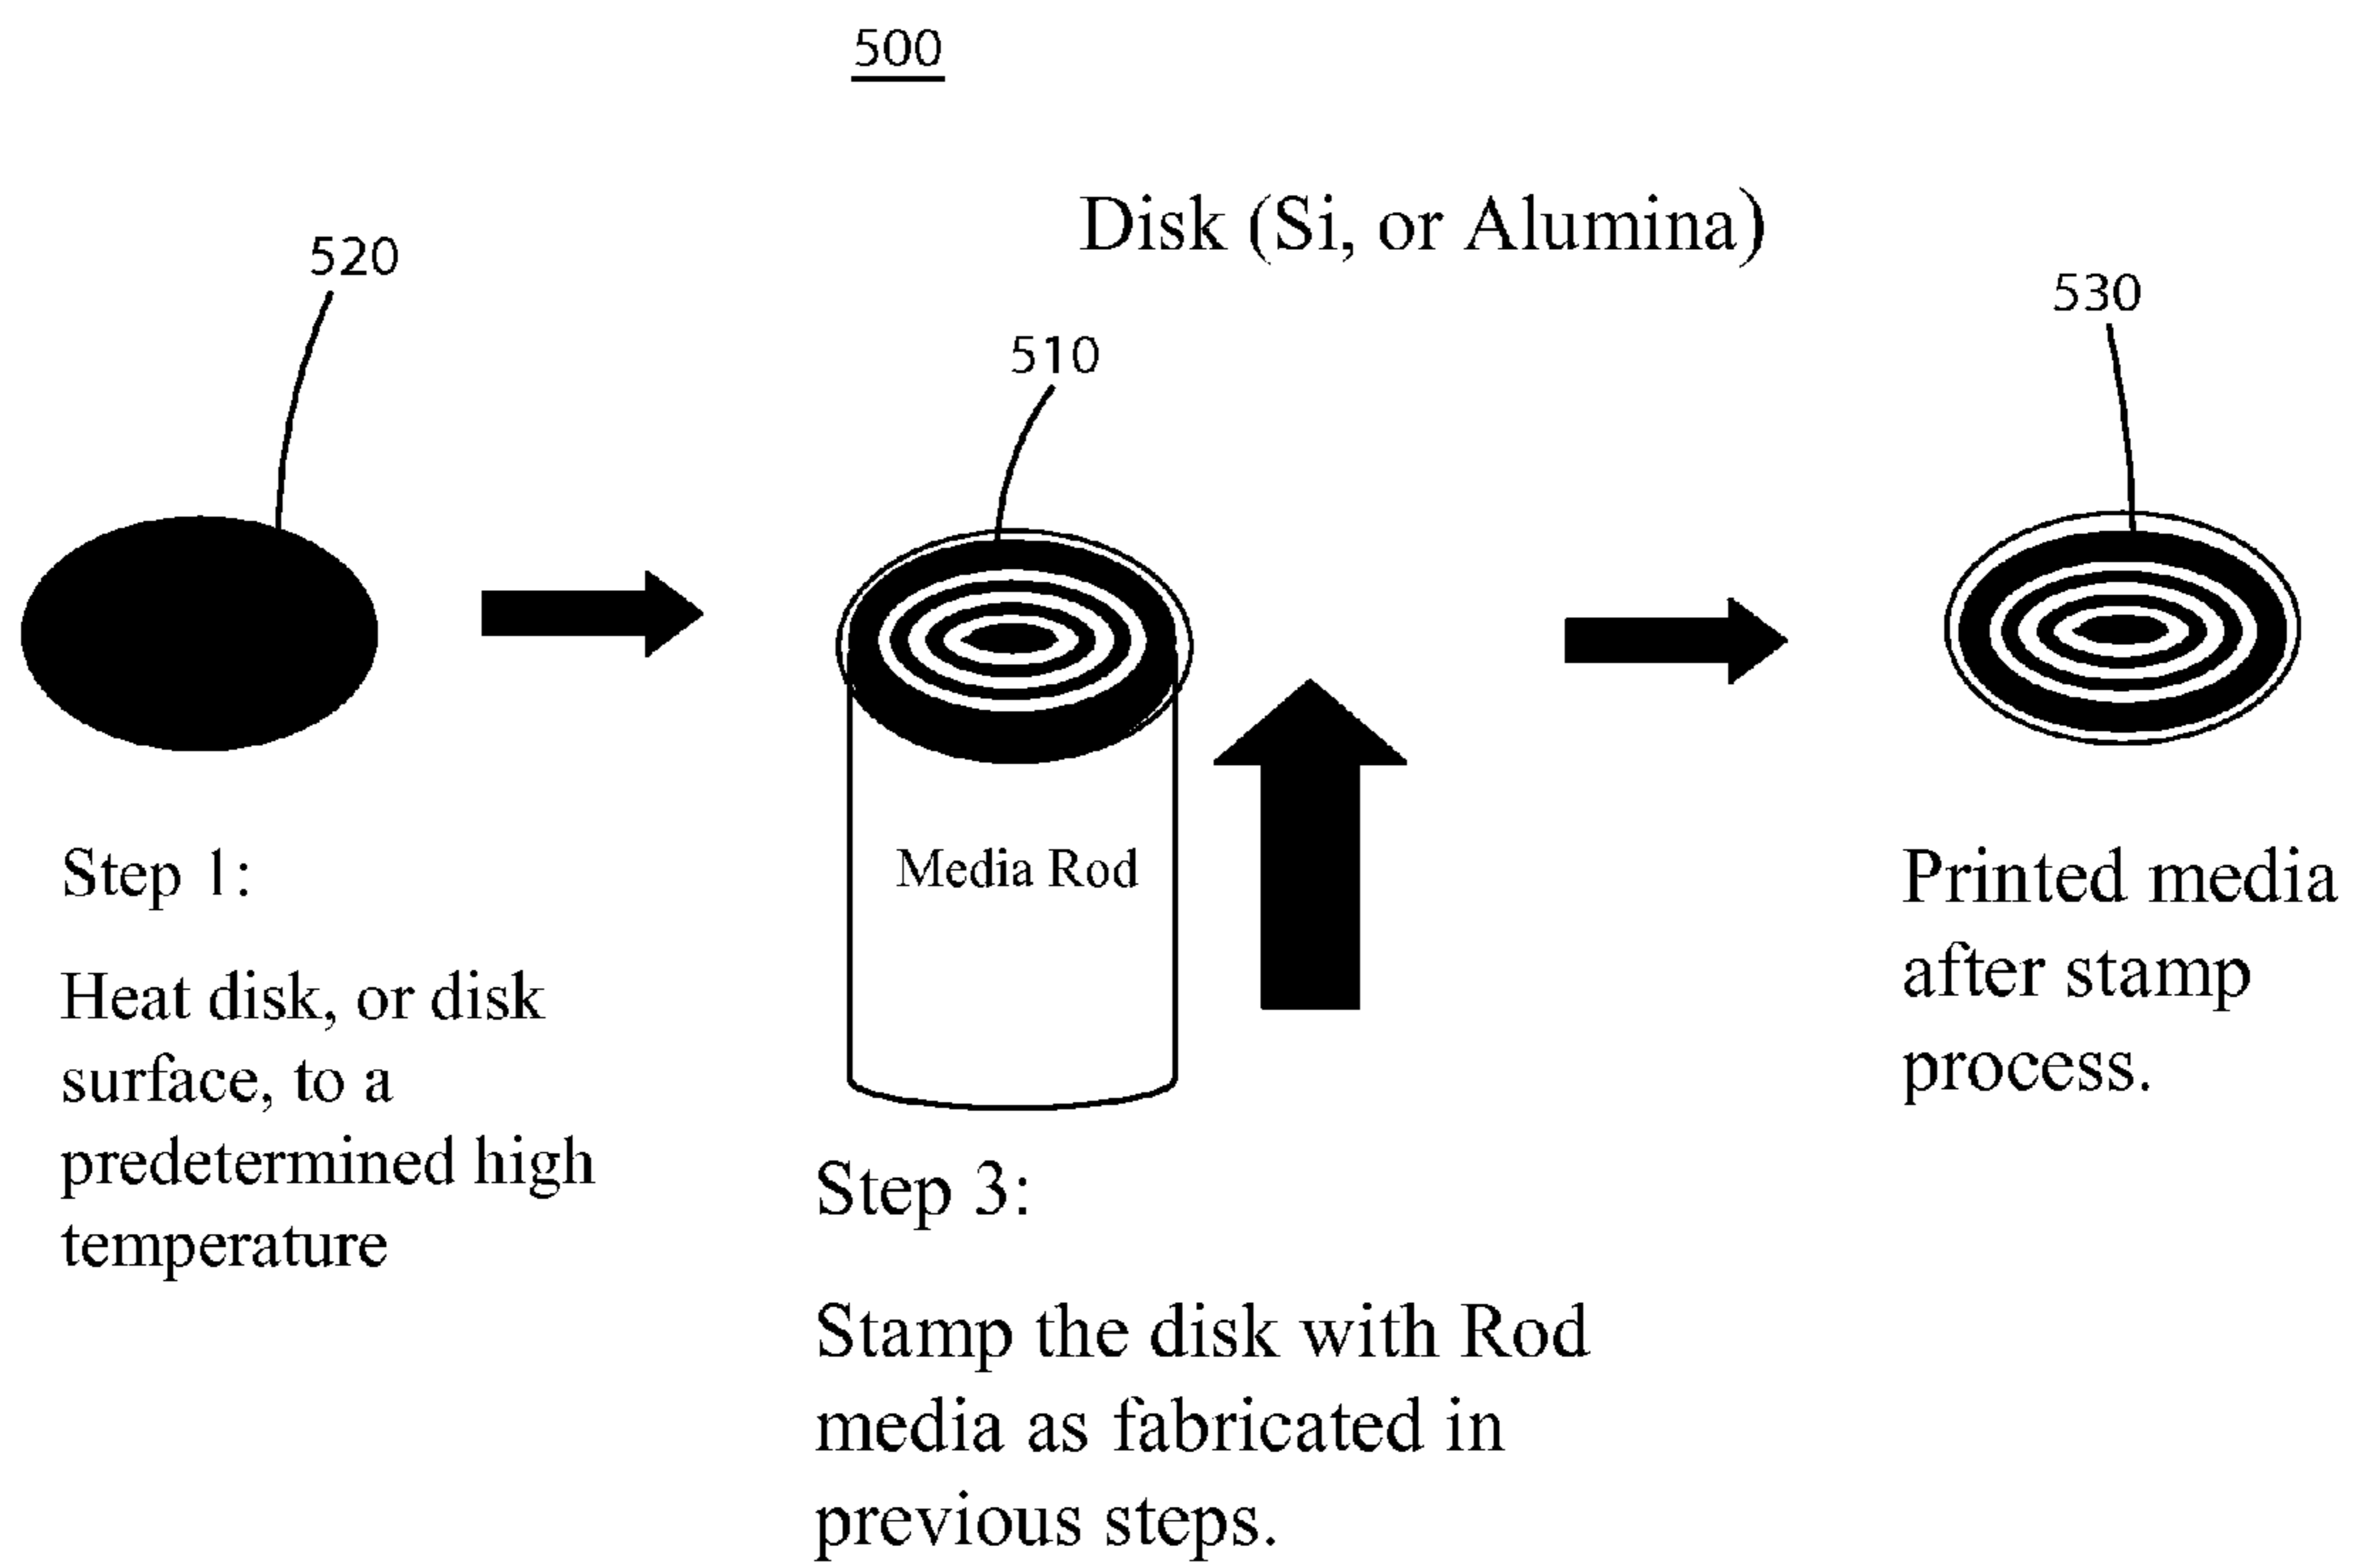 500
Disk (Si, or Alumina)
520
530
510
Media Rod
Step 1:
Heat disk, or disk
surface, to a
predetermined high
temperature
Step 3:
Stamp the disk with Rod
media as fabricated in
previous steps.
Printed media
after stamp
process.